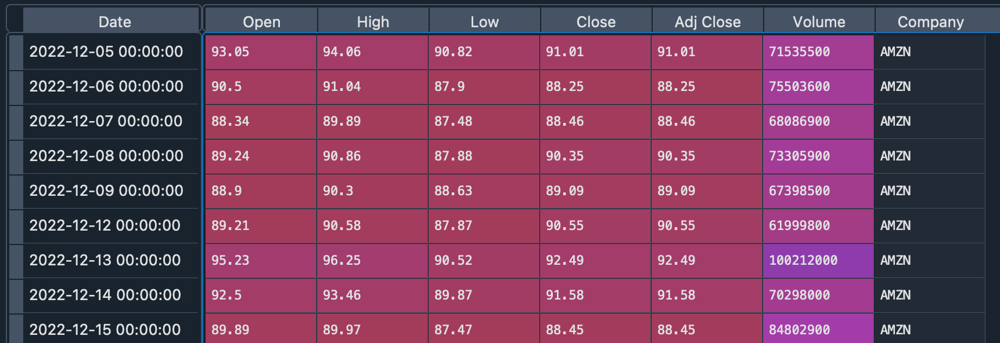 Date Open High Low Close Adj Close Volume Company
2022-12-05 00:00:00 93.05 94.06 90.82 91.01 91.01 71535500 AMZN
2022-12-06 00:00:00 90.5 91.04 87.9 88.25 88.25 75503600 AMZN
2022-12-07 00:00:00 88.34 89.89 87.48 88.46 88.46 68086900 AMZN
2022-12-08 00:00:00 89.24 90.86 87.88 90.35 90.35 73305900 AMZN
2022-12-09 00:00:00 88.9 90.3 88.63 89.09 89.09 67398500 AMZN
2022-12-12 00:00:00 89.21 90.58 87.87 90.55 90.55 61999800 AMZN
2022-12-13 00:00:00 95.23 96.25 90.52 92.49 92.49 100212000 AMZN
2022-12-14 00:00:00 92.5 93.46 89.87 91.58 91.58 70298000 AMZN
2022-12-15 00:00:00 89.89 89.97 87.47 88.45 88.45 84802900 AMZN